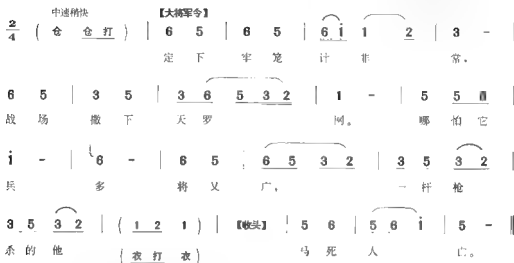 中速稍快 【大将军令】
2/4 ( 仓 仓 打 ) | 6 5 | 6 5 | 6 i 1 2 | 3 - |
定 下 牢 笼 计 非 常,
6 5 | 3 5 | 3 6 5 3 2 | 1 - | 5 5 |
战 场 撒 下 天 罗 网。 哪 怕 它
i - | 6 - | 6 5 | 6 5 3 2 | 3 5 3 2 |
兵 多 将 又 广, 一 杆 枪
3 5 3 2 | ( 1 2 1 ) | 【收头】 | 5 6 | 5 6 i | 5 - ‖
杀 的 他 ( 衣 打 衣 ) 马 死 人 亡。